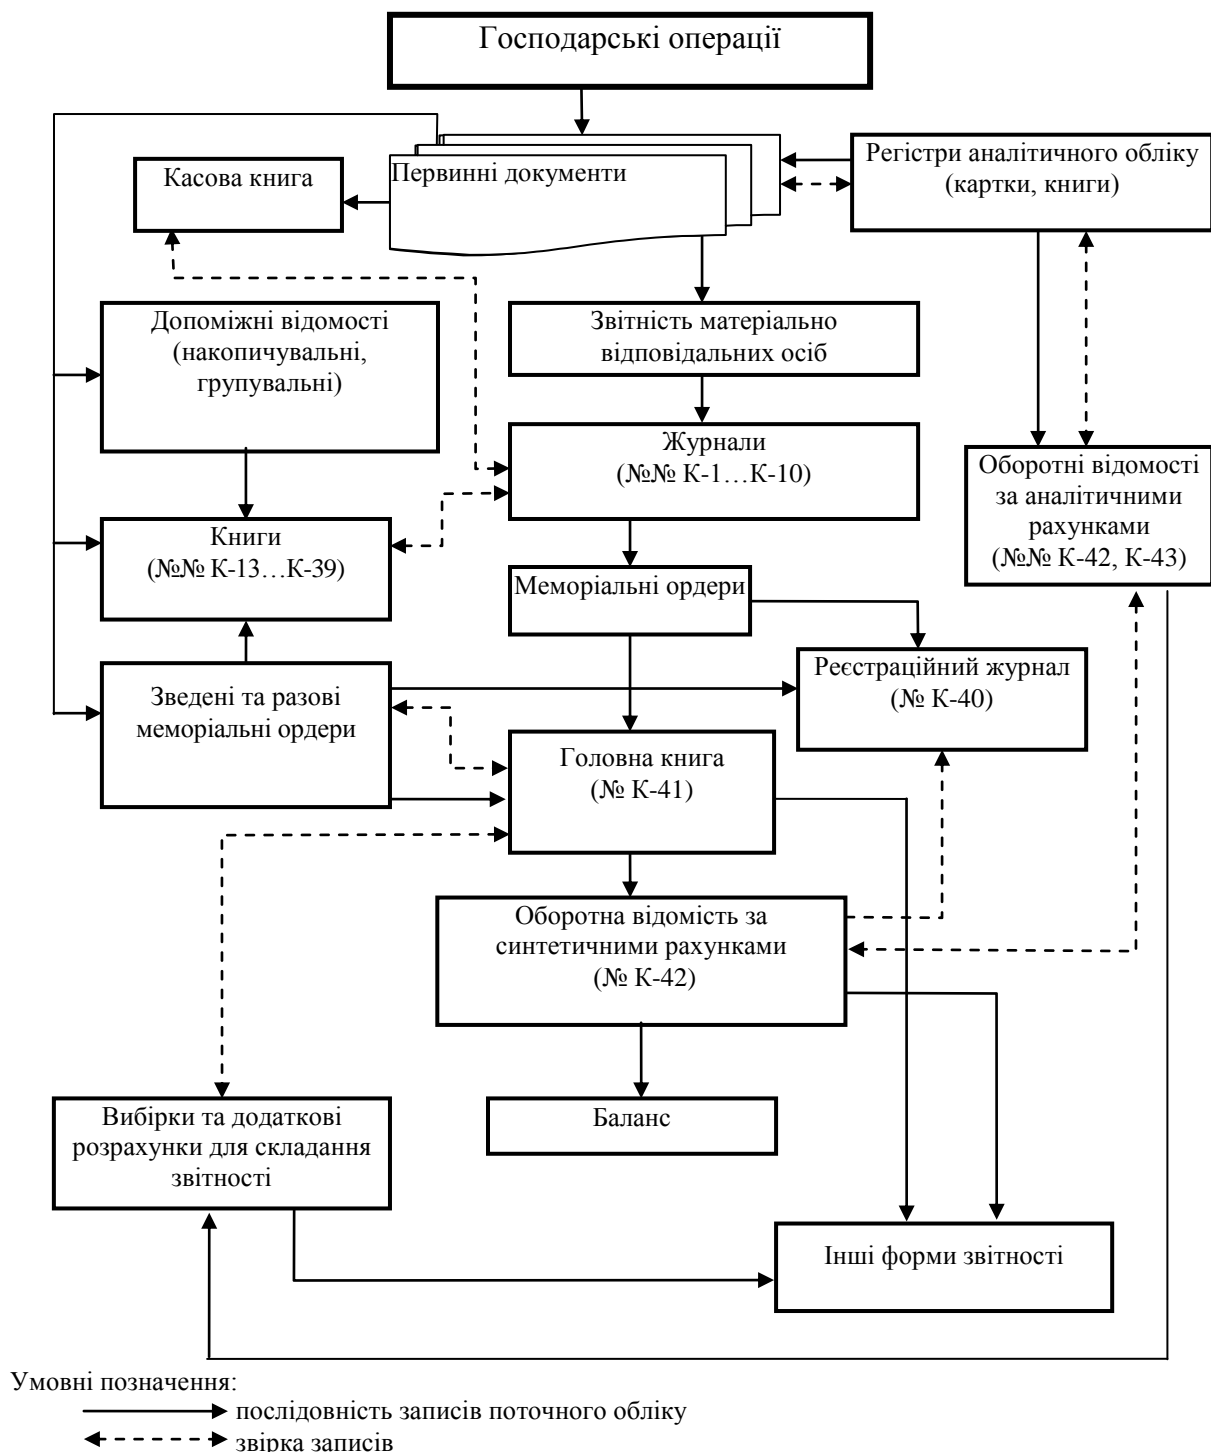 Господарські операції
Первинні документи
Регістри аналітичного обліку
(картки, книги)
Касова книга
Допоміжні відомості
(накопичувальні,
групувальні)
Звітність матеріально
відповідальних осіб
Журнали
(№№ К-1…К-10)
Оборотні відомості
за аналітичними
рахунками
(№№ К-42, К-43)
Книги
(№№ К-13…К-39)
Меморіальні ордери
Зведені та разові
меморіальні ордери
Реєстраційний журнал
(№ К-40)
Головна книга
(№ К-41)
Оборотна відомість за
синтетичними рахунками
(№ К-42)
Вибірки та додаткові
розрахунки для складання
звітності
Баланс
Інші форми звітності
Умовні позначення:
послідовність записів поточного обліку
звірка записів